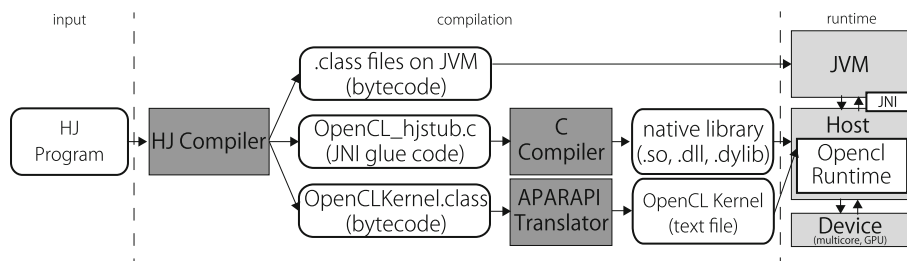 input
compilation
runtime
HJ
Program
HJ Compiler
.class files on JVM
(bytecode)
OpenCL_hjstub.c
(JNI glue code)
OpenCLKernel.class
(bytecode)
C
Compiler
APARAPI
Translator
native library
(.so, .dll, .dylib)
OpenCL Kernel
(text file)
JVM
JNI
Host
Opencl
Runtime
Device
(multicore, GPU)